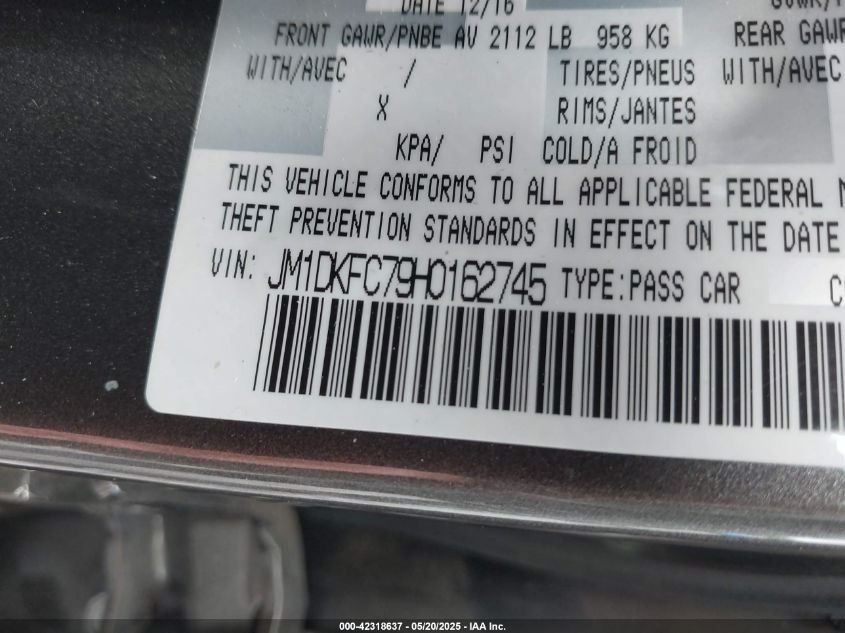 DATE 12/16
FRONT GAWR/PNBE AV 2112 LB 958 KG REAR GAWR
WITH/AVEC / TIRES/PNEUS WITH/AVEC
X RIMS/JANTES
KPA/ PSI COLD/A FROID
THIS VEHICLE CONFORMS TO ALL APPLICABLE FEDERAL
THEFT PREVENTION STANDARDS IN EFFECT ON THE DATE
VIN: JM1DKFC79H0162745 TYPE:PASS CAR
000-42318637 - 05/20/2025 - IAA Inc.